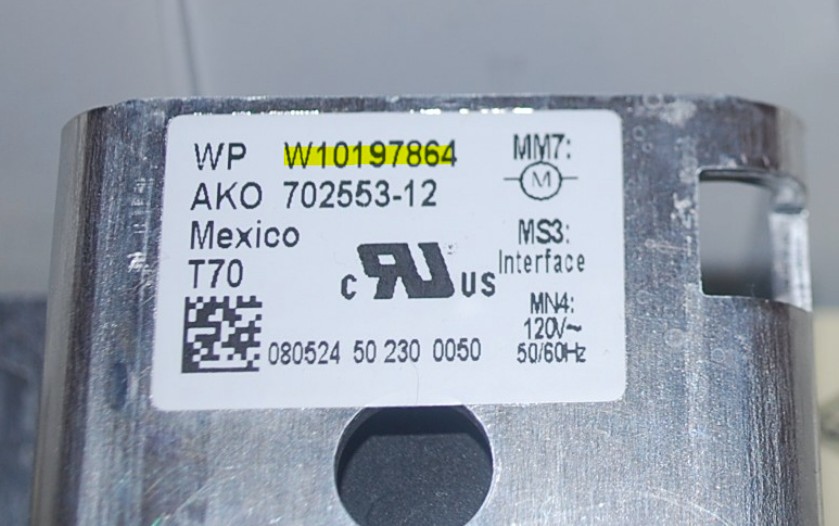 WP W10197864
AKO 702553-12
Mexico
T70
c RU US
080524 50 230 0050
MM7:
M
MS3:
Interface
MN4:
120V~
50/60Hz